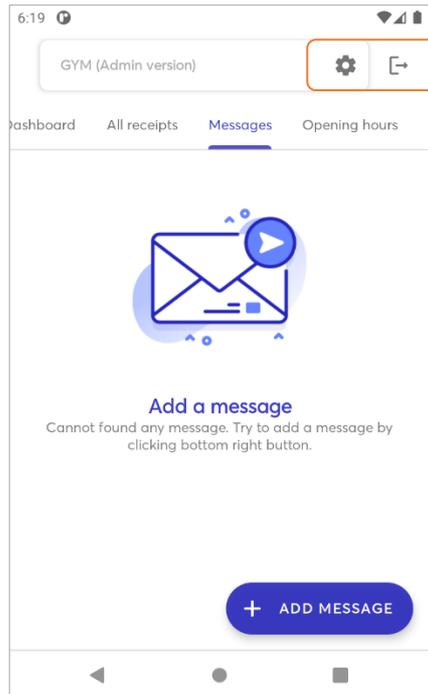 6:19
GYM (Admin version)
Dashboard All receipts Messages Opening hours
Add a message
Cannot found any message. Try to add a message by
clicking bottom right button.
ADD MESSAGE